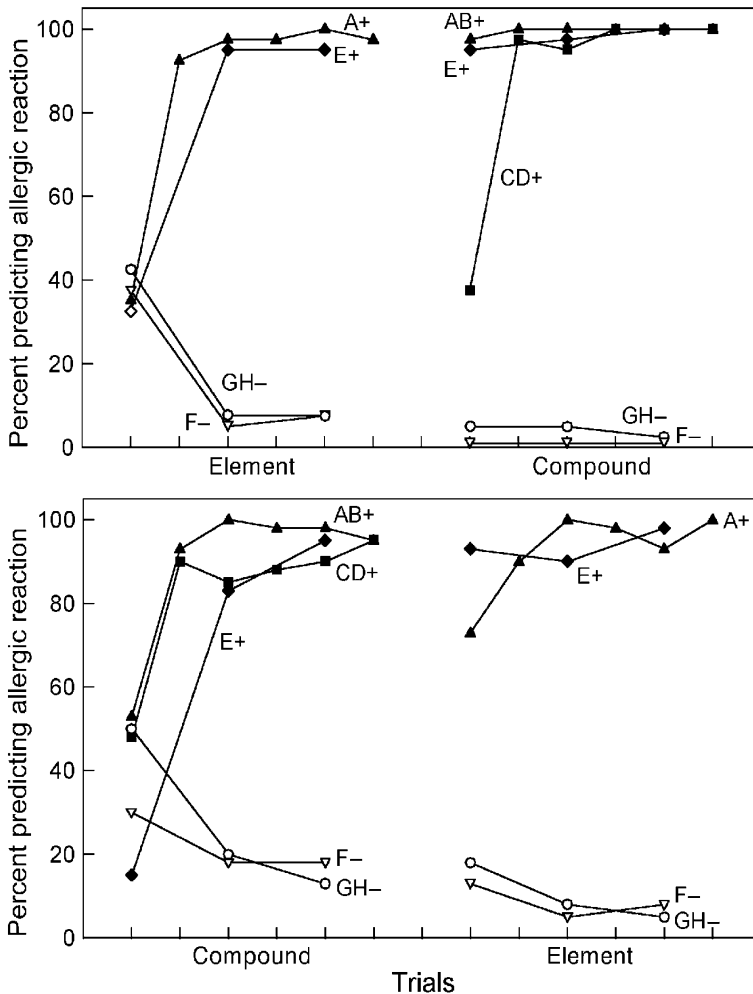 Percent predicting allergic reaction
100
80
60
40
20
0
A+
E+
GH–
F–
AB+
E+
CD+
GH–
F–
Element
Compound
Percent predicting allergic reaction
100
80
60
40
20
0
AB+
CD+
E+
F–
GH–
A+
E+
F–
GH–
Compound
Element
Trials